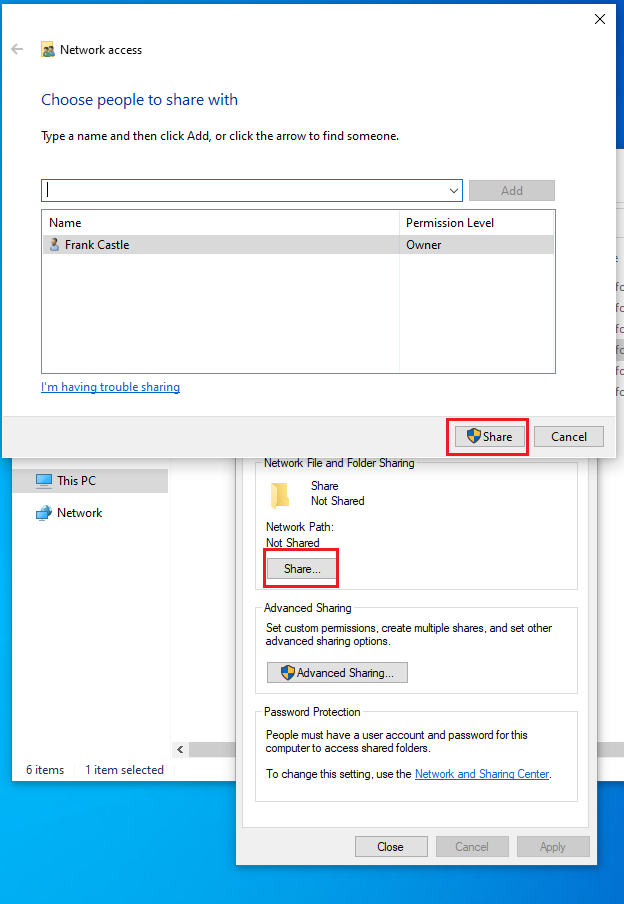 Network access
Choose people to share with
Type a name and then click Add, or click the arrow to find someone.
Add
Name Permission Level
Frank Castle Owner
I'm having trouble sharing
Share Cancel
Network File and Folder Sharing
This PC
Share
Not Shared
Network
Network Path:
Not Shared
Share...
Advanced Sharing
Set custom permissions, create multiple shares, and set other
advanced sharing options.
Advanced Sharing...
Password Protection
People must have a user account and password for this
computer to access shared folders.
To change this setting, use the Network and Sharing Center.
6 items 1 item selected
Close Cancel Apply